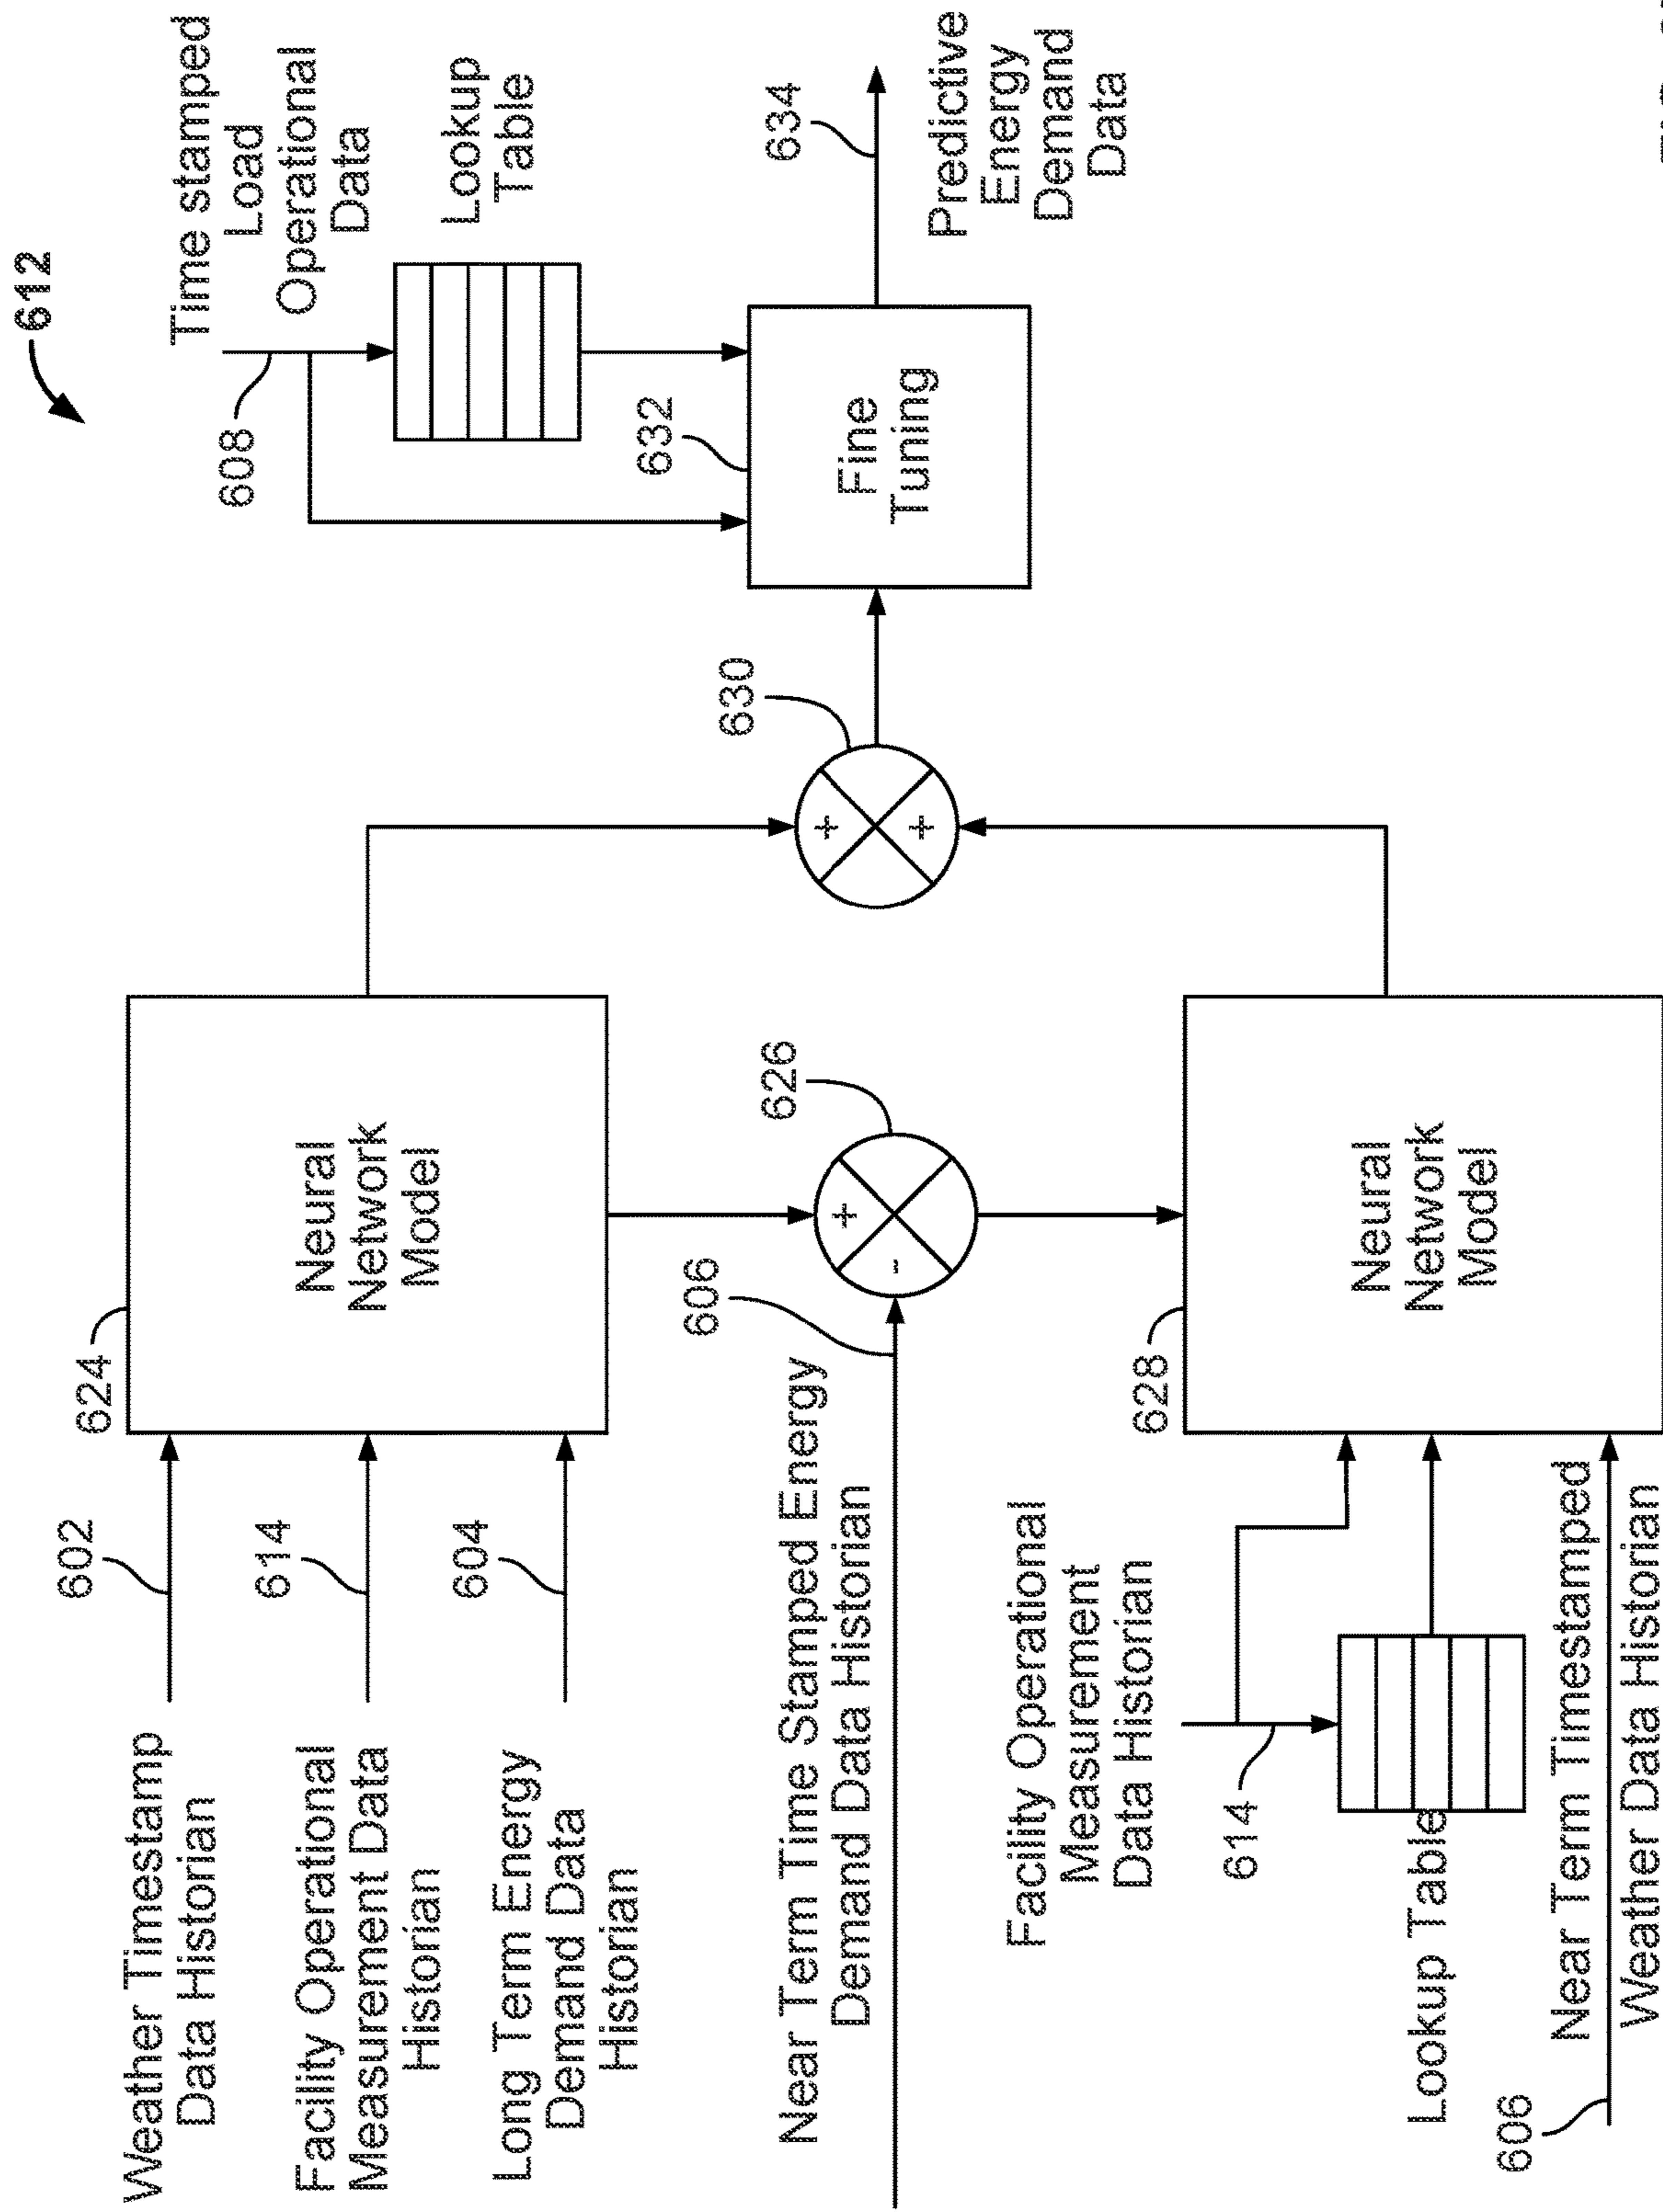 612
Weather Timestamp
Data Historian
602
Facility Operational
Measurement Data
Historian
614
Long Term Energy
Demand Data
Historian
604
624
Neural
Network
Model
Near Term Time Stamped Energy
Demand Data Historian
606
626
+
-
Facility Operational
Measurement
Data Historian
614
Lookup Table
Near Term Timestamped
Weather Data Historian
606
628
Neural
Network
Model
630
+
+
Time stamped
Load
Operational
Data
608
Lookup
Table
632
Fine
Tuning
634
Predictive
Energy
Demand
Data